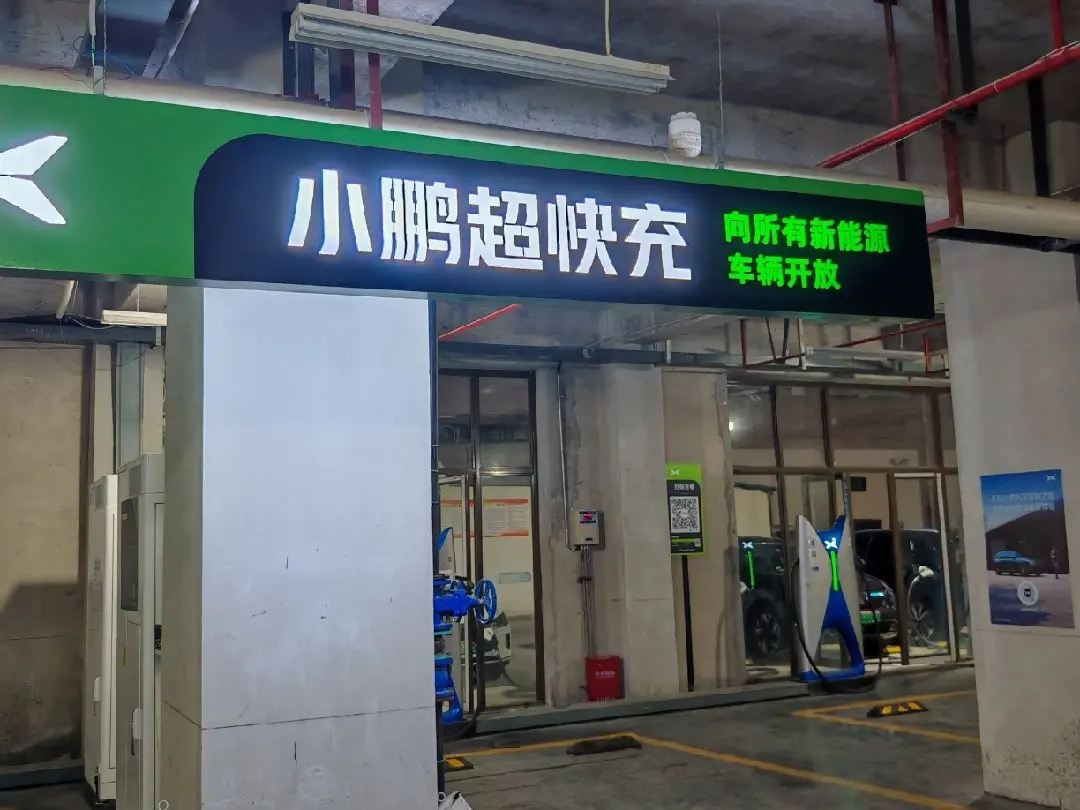 小鹏超快充
向所有新能源
车辆开放